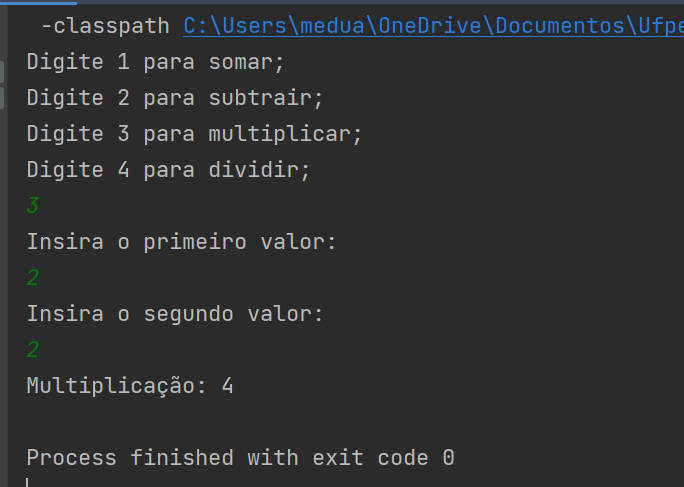 -classpath C:\Users\medua\OneDrive\Documentos\Ufpe
Digite 1 para somar;
Digite 2 para subtrair;
Digite 3 para multiplicar;
Digite 4 para dividir;
3
Insira o primeiro valor:
2
Insira o segundo valor:
2
Multiplicação: 4
Process finished with exit code 0